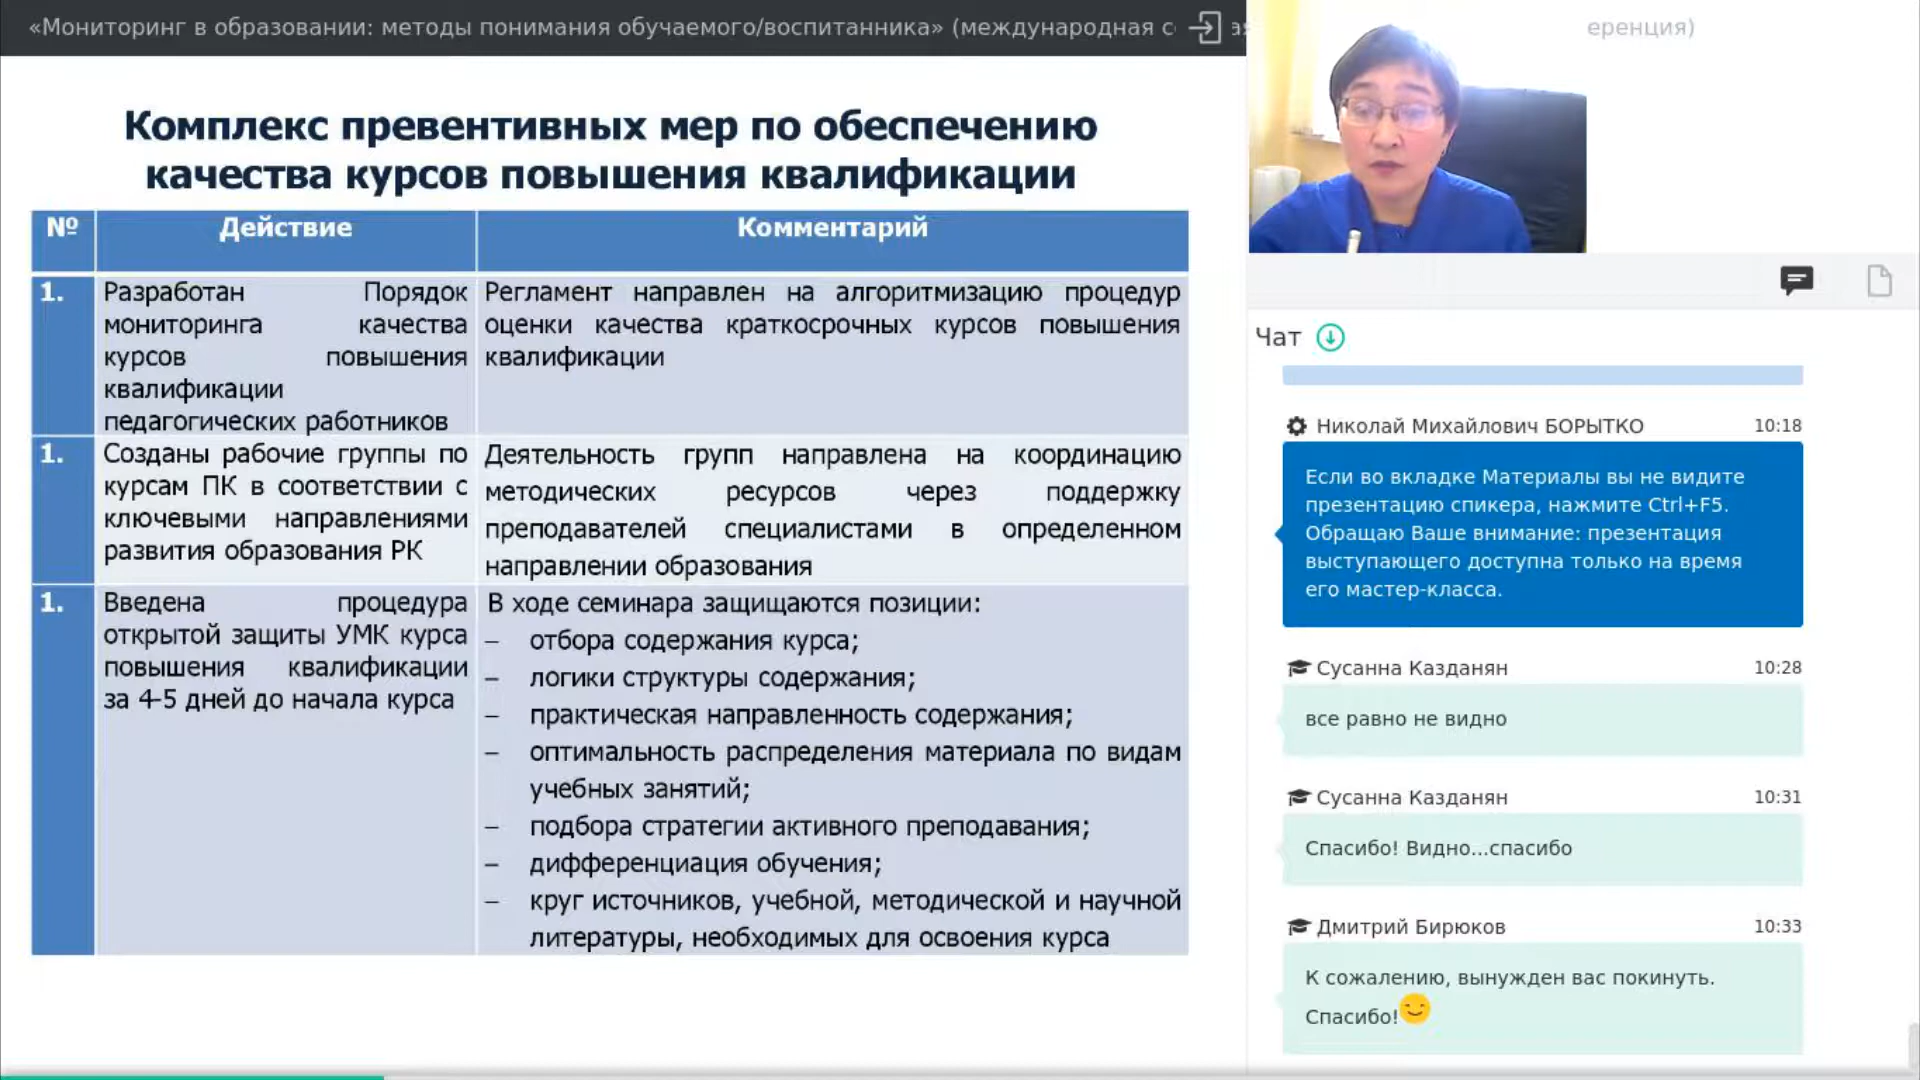 «Мониторинг в образовании: методы понимания обучаемого/воспитанника» (международная
еренция)
Комплекс превентивных мер по обеспечению
качества курсов повышения квалификации
№ Действие Комментарий
1.
Разработан Порядок
мониторинга качества
курсов повышения
квалификации
педагогических работников
Регламент направлен на алгоритмизацию процедур
оценки качества краткосрочных курсов повышения
квалификации
1.
Созданы рабочие группы по
курсам ПК в соответствии с
ключевыми направлениями
развития образования РК
Деятельность групп направлена на координацию
методических ресурсов через поддержку
преподавателей специалистами в определенном
направлении образования
1.
Введена процедура
открытой защиты УМК курса
повышения квалификации
за 4-5 дней до начала курса
В ходе семинара защищаются позиции:
– отбора содержания курса;
– логики структуры содержания;
– практическая направленность содержания;
– оптимальность распределения материала по видам
учебных занятий;
– подбора стратегии активного преподавания;
– дифференциация обучения;
– круг источников, учебной, методической и научной
литературы, необходимых для освоения курса
Чат
Николай Михайлович БОРЫТКО 10:18
Если во вкладке Материалы вы не видите
презентацию спикера, нажмите Ctrl+F5.
Обращаю Ваше внимание: презентация
выступающего доступна только на время
его мастер-класса.
Сусанна Казданян 10:28
все равно не видно
Сусанна Казданян 10:31
Спасибо! Видно...спасибо
Дмитрий Бирюков 10:33
К сожалению, вынужден вас покинуть.
Спасибо!